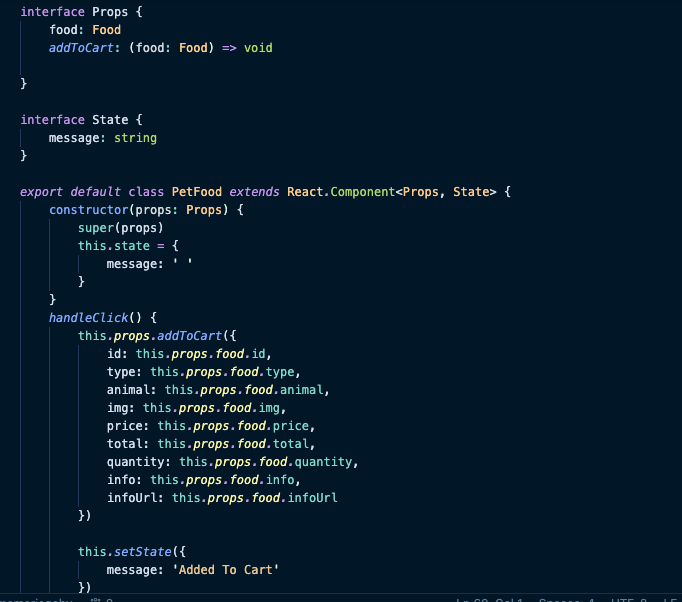 interface Props {
food: Food
addToCart: (food: Food) => void
}
interface State {
message: string
}
export default class PetFood extends React.Component<Props, State> {
constructor(props: Props) {
super(props)
this.state = {
message: ' '
}
}
handleClick() {
this.props.addToCart({
id: this.props.food.id,
type: this.props.food.type,
animal: this.props.food.animal,
img: this.props.food.img,
price: this.props.food.price,
total: this.props.food.total,
quantity: this.props.food.quantity,
info: this.props.food.info,
infoUrl: this.props.food.infoUrl
})
this.setState({
message: 'Added To Cart'
})